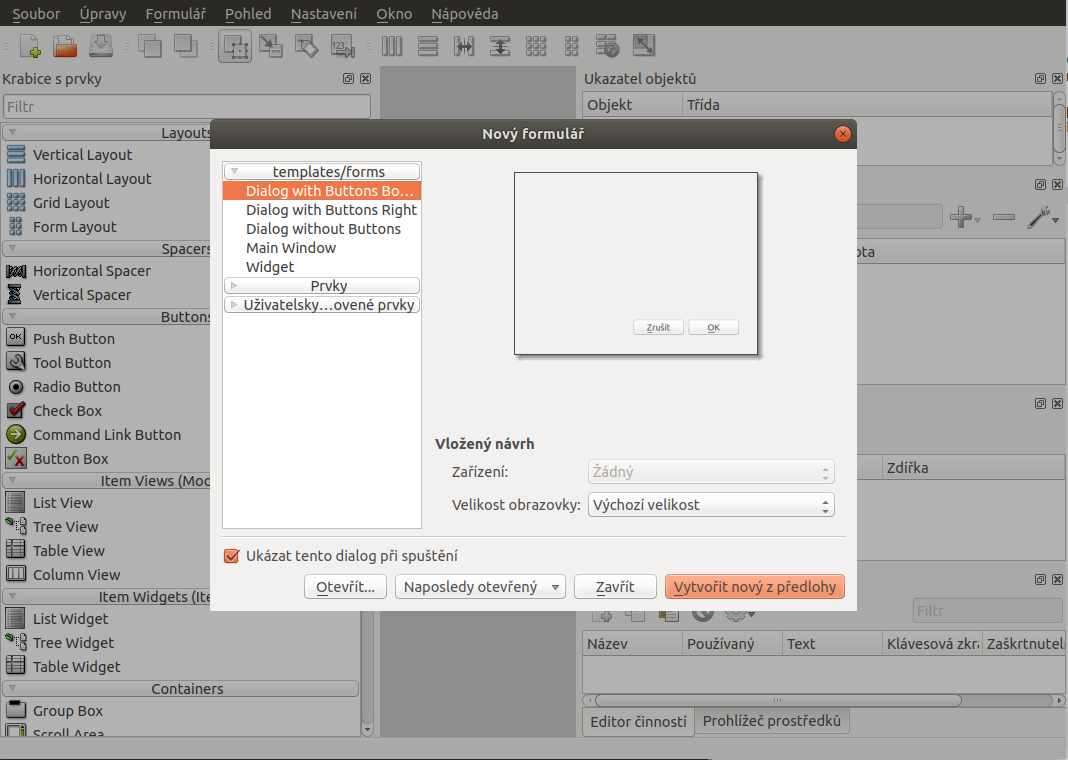 Soubor Úpravy Formulář Pohled Nastavení Okno Nápověda
Krabice s prvky
Filtr
Layouts
Vertical Layout
Horizontal Layout
Grid Layout
Form Layout
Spacers
Horizontal Spacer
Vertical Spacer
Buttons
Push Button
Tool Button
Radio Button
Check Box
Command Link Button
Button Box
Item Views (Mod
List View
Tree View
Table View
Column View
Item Widgets (Ite
List Widget
Tree Widget
Table Widget
Containers
Group Box
Scroll Area
Nový formulář
templates/forms
Dialog with Buttons Bo...
Dialog with Buttons Right
Dialog without Buttons
Main Window
Widget
Prvky
Uživatelsky...ovené prvky
Zrušit OK
Vložený návrh
Zařízení: Žádný
Velikost obrazovky: Výchozí velikost
Ukázat tento dialog při spuštění
Otevřít... Naposledy otevřený Zavřít Vytvořit nový z předlohy
Ukazatel objektů
Objekt Třída
ota
Zdířka
Filtr
Název Používaný Text Klávesová zkr Zaškrtnutel
Editor činností Prohlížeč prostředků